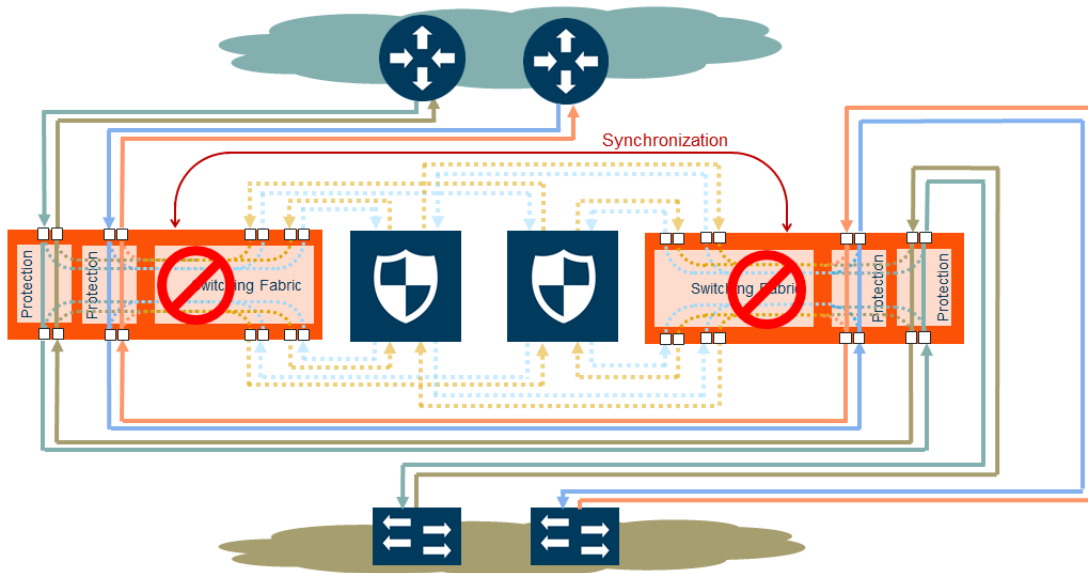 Synchronization
Protection
Protection
Switching Fabric
Switching Fabric
Protection
Protection